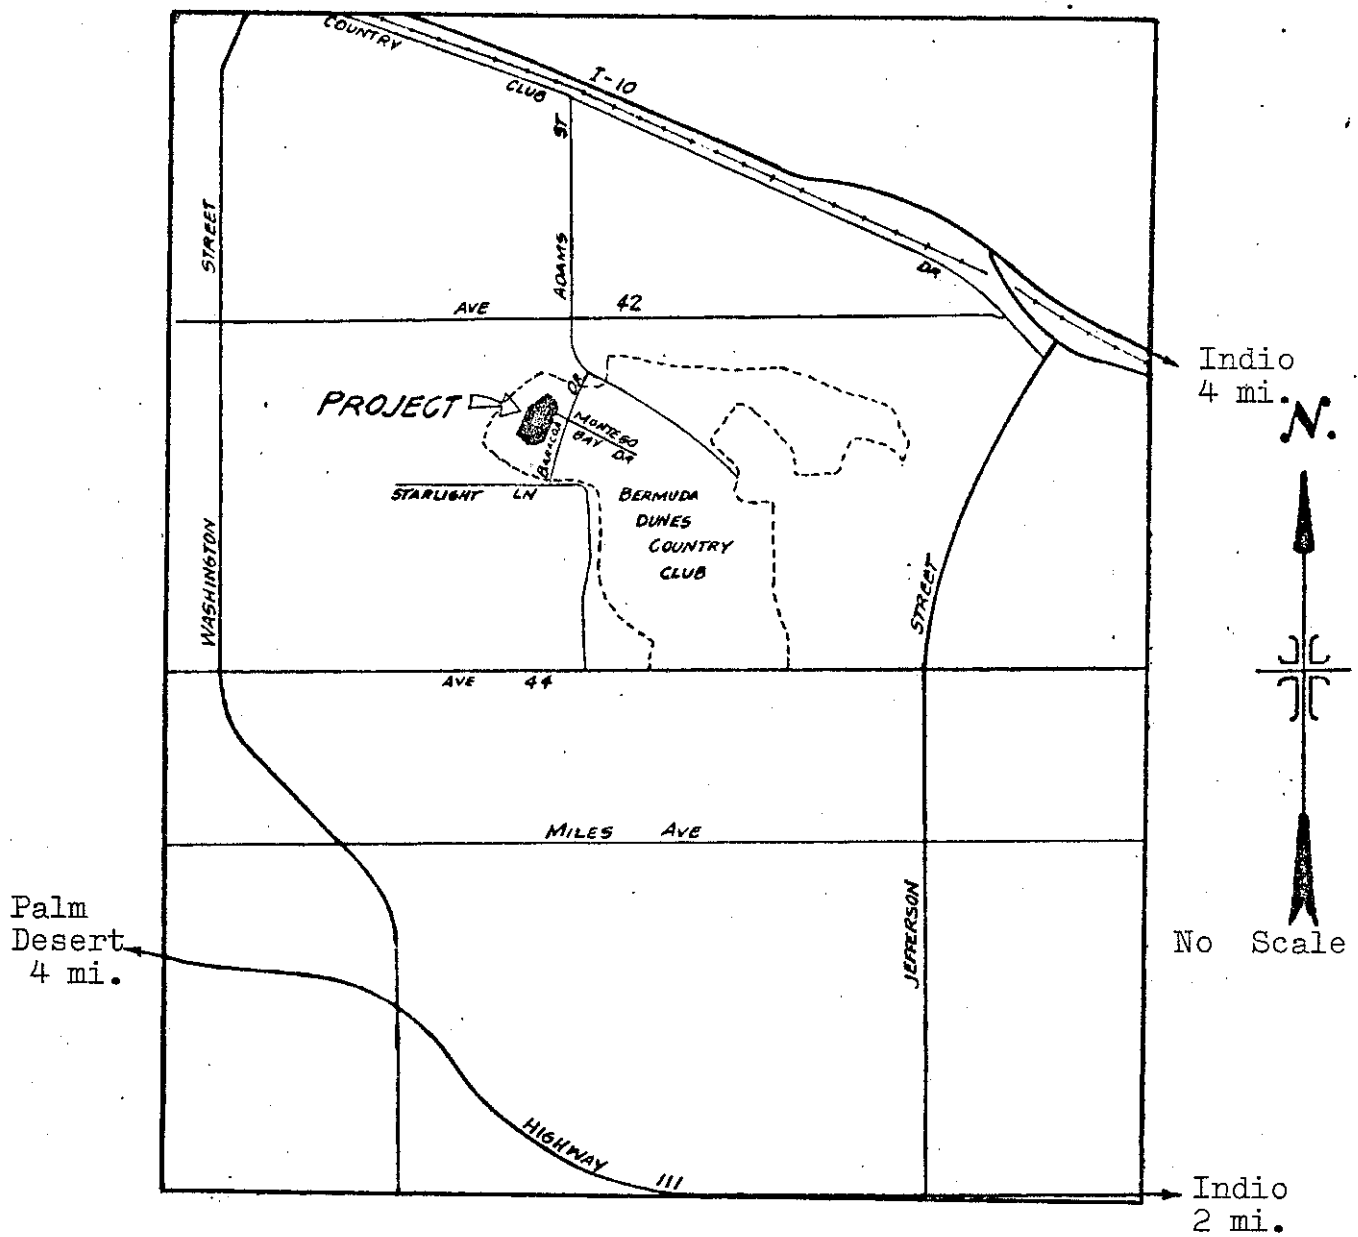 COUNTRY
CLUB
I-10
DR
ADAMS ST
WASHINGTON STREET
AVE 42
Indio
4 mi.
N.
PROJECT
BARACOA DR
MONTEGO
BAY
DR
STARLIGHT LN
BERMUDA
DUNES
COUNTRY
CLUB
JEFFERSON STREET
AVE 44
MILES AVE
Palm
Desert
4 mi.
No Scale
HIGHWAY 111
Indio
2 mi.